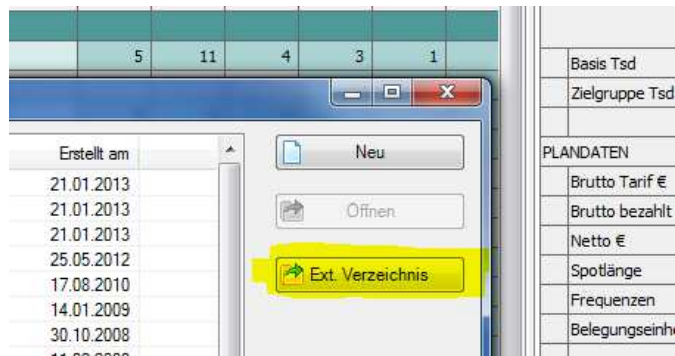 5 11 4 3 1
Basis Tsd
Zielgruppe Tsd
Erstellt am
Neu
PLANDATEN
21.01.2013
Brutto Tarif €
21.01.2013
Öffnen
Brutto bezahlt
21.01.2013
Netto €
25.05.2012
Ext. Verzeichnis
Spotlänge
17.08.2010
Frequenzen
14.01.2009
30.10.2008